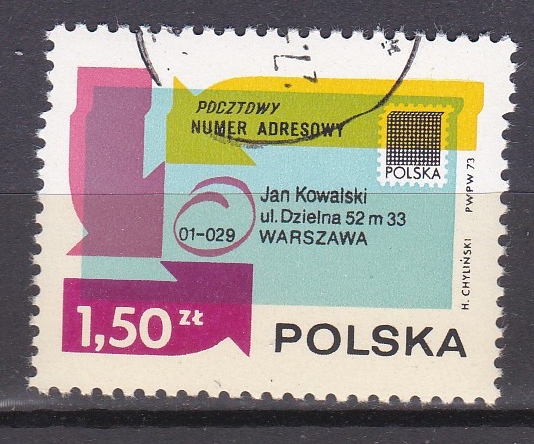 27.
POCZTOWY
NUMER ADRESOWY
POLSKA
Jan Kowalski
ul. Dzielna 52 m 33
01-029 WARSZAWA
1,50 zł
POLSKA
H. CHYLIŃSKI PWPW 73